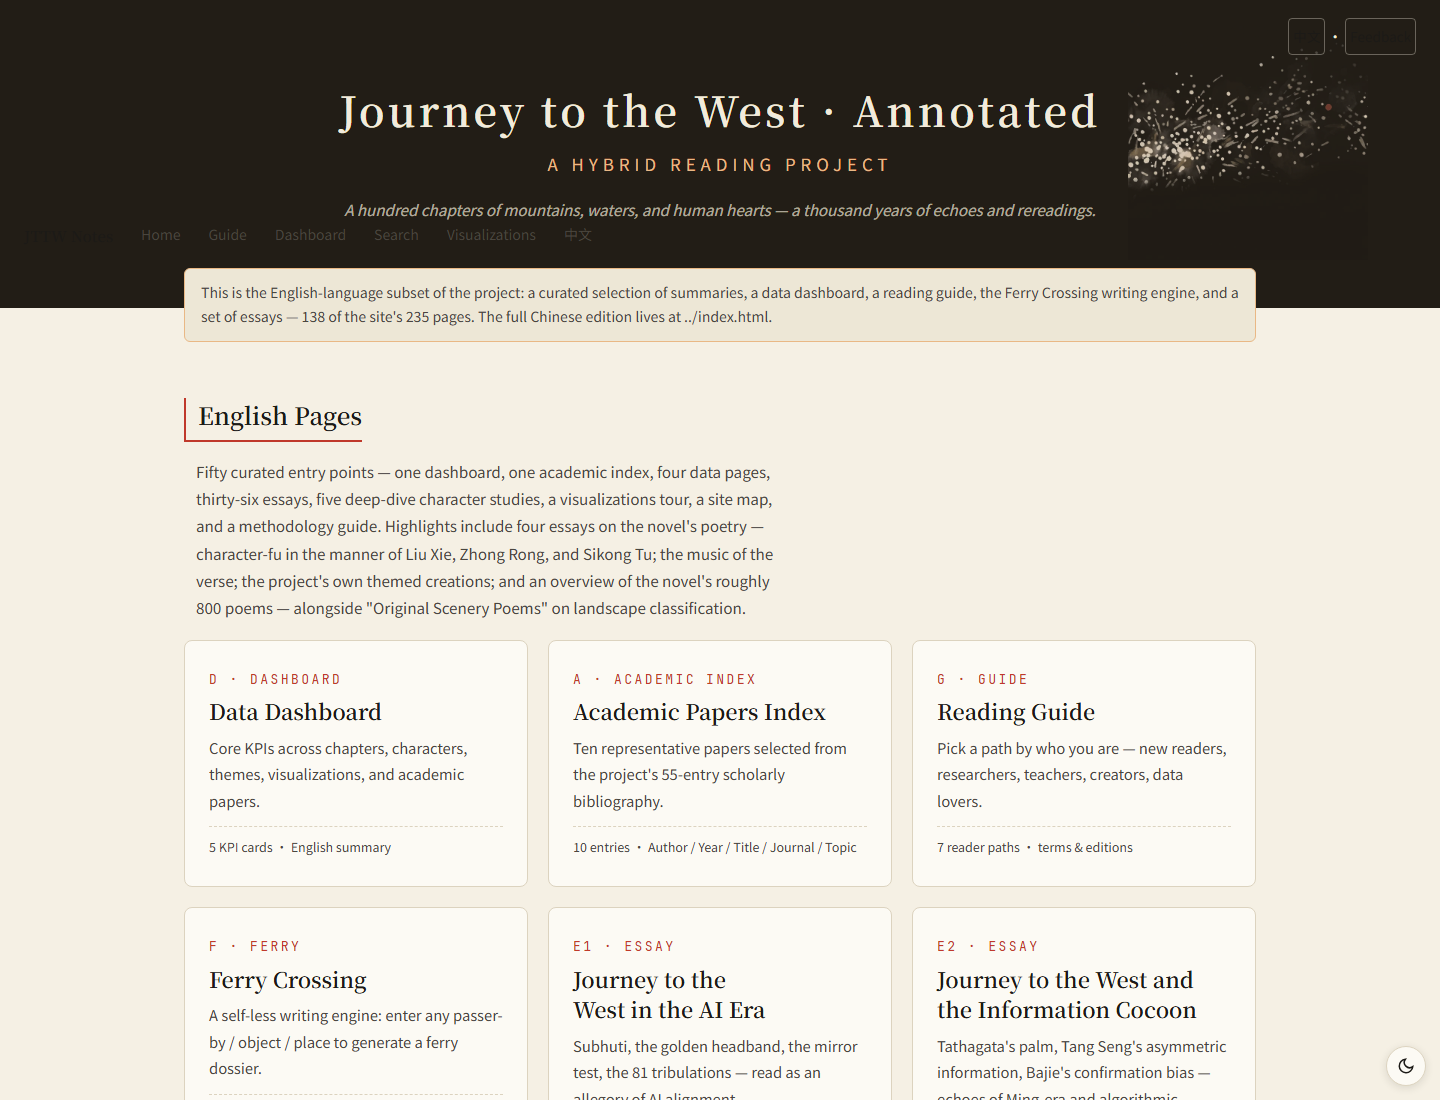 Journey to the West · Annotated
A HYBRID READING PROJECT
A hundred chapters of mountains, waters, and human hearts — a thousand years of echoes and rereadings.
Home Guide Dashboard Search Visualizations 中文
This is the English-language subset of the project: a curated selection of summaries, a data dashboard, a reading guide, the Ferry Crossing writing engine, and a
set of essays — 138 of the site's 235 pages. The full Chinese edition lives at ../index.html.
English Pages
Fifty curated entry points — one dashboard, one academic index, four data pages,
thirty-six essays, five deep-dive character studies, a visualizations tour, a site map,
and a methodology guide. Highlights include four essays on the novel's poetry —
character-fu in the manner of Liu Xie, Zhong Rong, and Sikong Tu; the music of the
verse; the project's own themed creations; and an overview of the novel's roughly
800 poems — alongside "Original Scenery Poems" on landscape classification.
D · DASHBOARD
Data Dashboard
Core KPIs across chapters, characters,
themes, visualizations, and academic
papers.
5 KPI cards · English summary
A · ACADEMIC INDEX
Academic Papers Index
Ten representative papers selected from
the project's 55-entry scholarly
bibliography.
10 entries · Author / Year / Title / Journal / Topic
G · GUIDE
Reading Guide
Pick a path by who you are — new readers,
researchers, teachers, creators, data
lovers.
7 reader paths · terms & editions
F · FERRY
Ferry Crossing
A self-less writing engine: enter any passer-
by / object / place to generate a ferry
dossier.
E1 · ESSAY
Journey to the
West in the AI Era
Subhuti, the golden headband, the mirror
test, the 81 tribulations — read as an
allegory of AI alignment.
E2 · ESSAY
Journey to the West and
the Information Cocoon
Tathagata's palm, Tang Seng's asymmetric
information, Bajie's confirmation bias —
echoes of Ming-era and algorithmic